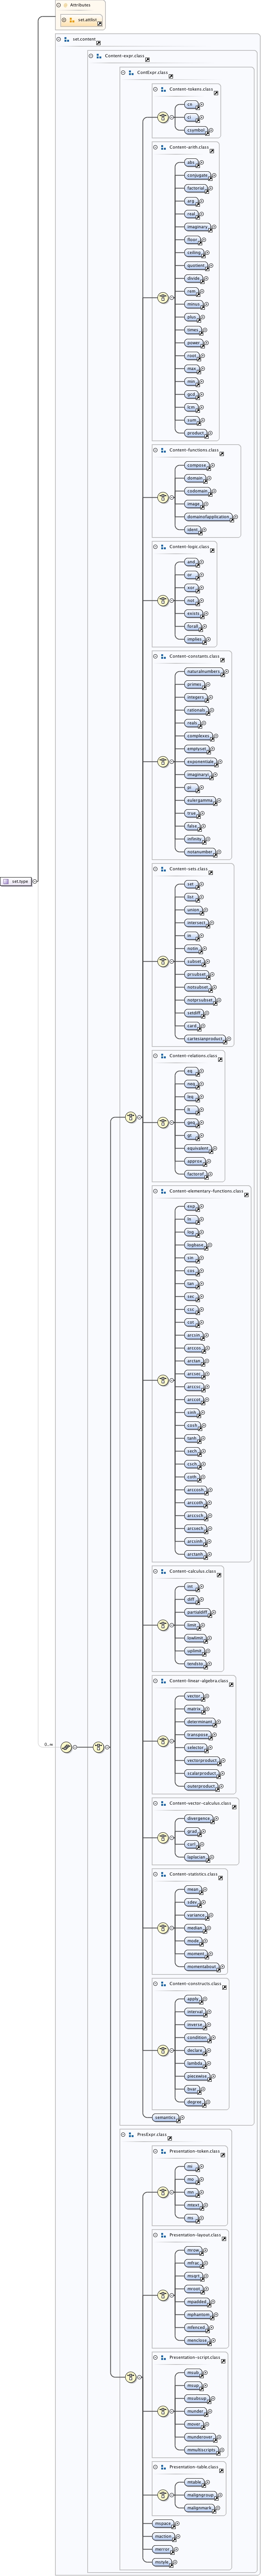 Attributes
set.attlist
set.content
Content-expr.class
ContExpr.class
Content-tokens.class
cn
ci
csymbol
Content-arith.class
abs
conjugate
factorial
arg
real
imaginary
floor
ceiling
quotient
divide
rem
minus
plus
times
power
root
max
min
gcd
lcm
sum
product
Content-functions.class
compose
domain
codomain
image
domainofapplication
ident
Content-logic.class
and
or
xor
not
exists
forall
implies
Content-constants.class
naturalnumbers
primes
integers
rationals
reals
complexes
emptyset
exponentiale
imaginaryi
pi
eulergamma
true
false
infinity
notanumber
Content-sets.class
set.type
set
list
union
intersect
in
notin
subset
prsubset
notsubset
notprsubset
setdiff
card
cartesianproduct
Content-relations.class
eq
neq
leq
lt
geq
gt
equivalent
approx
factorof
Content-elementary-functions.class
exp
ln
log
logbase
sin
cos
tan
sec
csc
cot
arcsin
arccos
arctan
arcsec
arccsc
arccot
sinh
cosh
tanh
sech
csch
coth
arccosh
arccoth
arccsch
arcsech
arcsinh
arctanh
Content-calculus.class
int
diff
partialdiff
limit
lowlimit
uplimit
tendsto
Content-linear-algebra.class
vector
matrix
determinant
transpose
0..∞
selector
vectorproduct
scalarproduct
outerproduct
Content-vector-calculus.class
divergence
grad
curl
laplacian
Content-statistics.class
mean
sdev
variance
median
mode
moment
momentabout
Content-constructs.class
apply
interval
inverse
condition
declare
lambda
piecewise
bvar
degree
semantics
PresExpr.class
Presentation-token.class
mi
mo
mn
mtext
ms
Presentation-layout.class
mrow
mfrac
msqrt
mroot
mpadded
mphantom
mfenced
menclose
Presentation-script.class
msub
msup
msubsup
munder
mover
munderover
mmultiscripts
Presentation-table.class
mtable
maligngroup
malignmark
mspace
maction
merror
mstyle